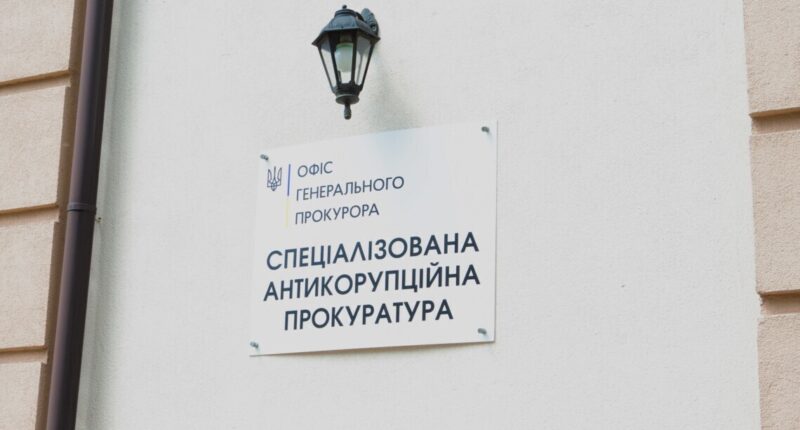 ОФІС
ГЕНЕРАЛЬНОГО
ПРОКУРОРА
СПЕЦІАЛІЗОВАНА
АНТИКОРУПЦІЙНА
ПРОКУРАТУРА